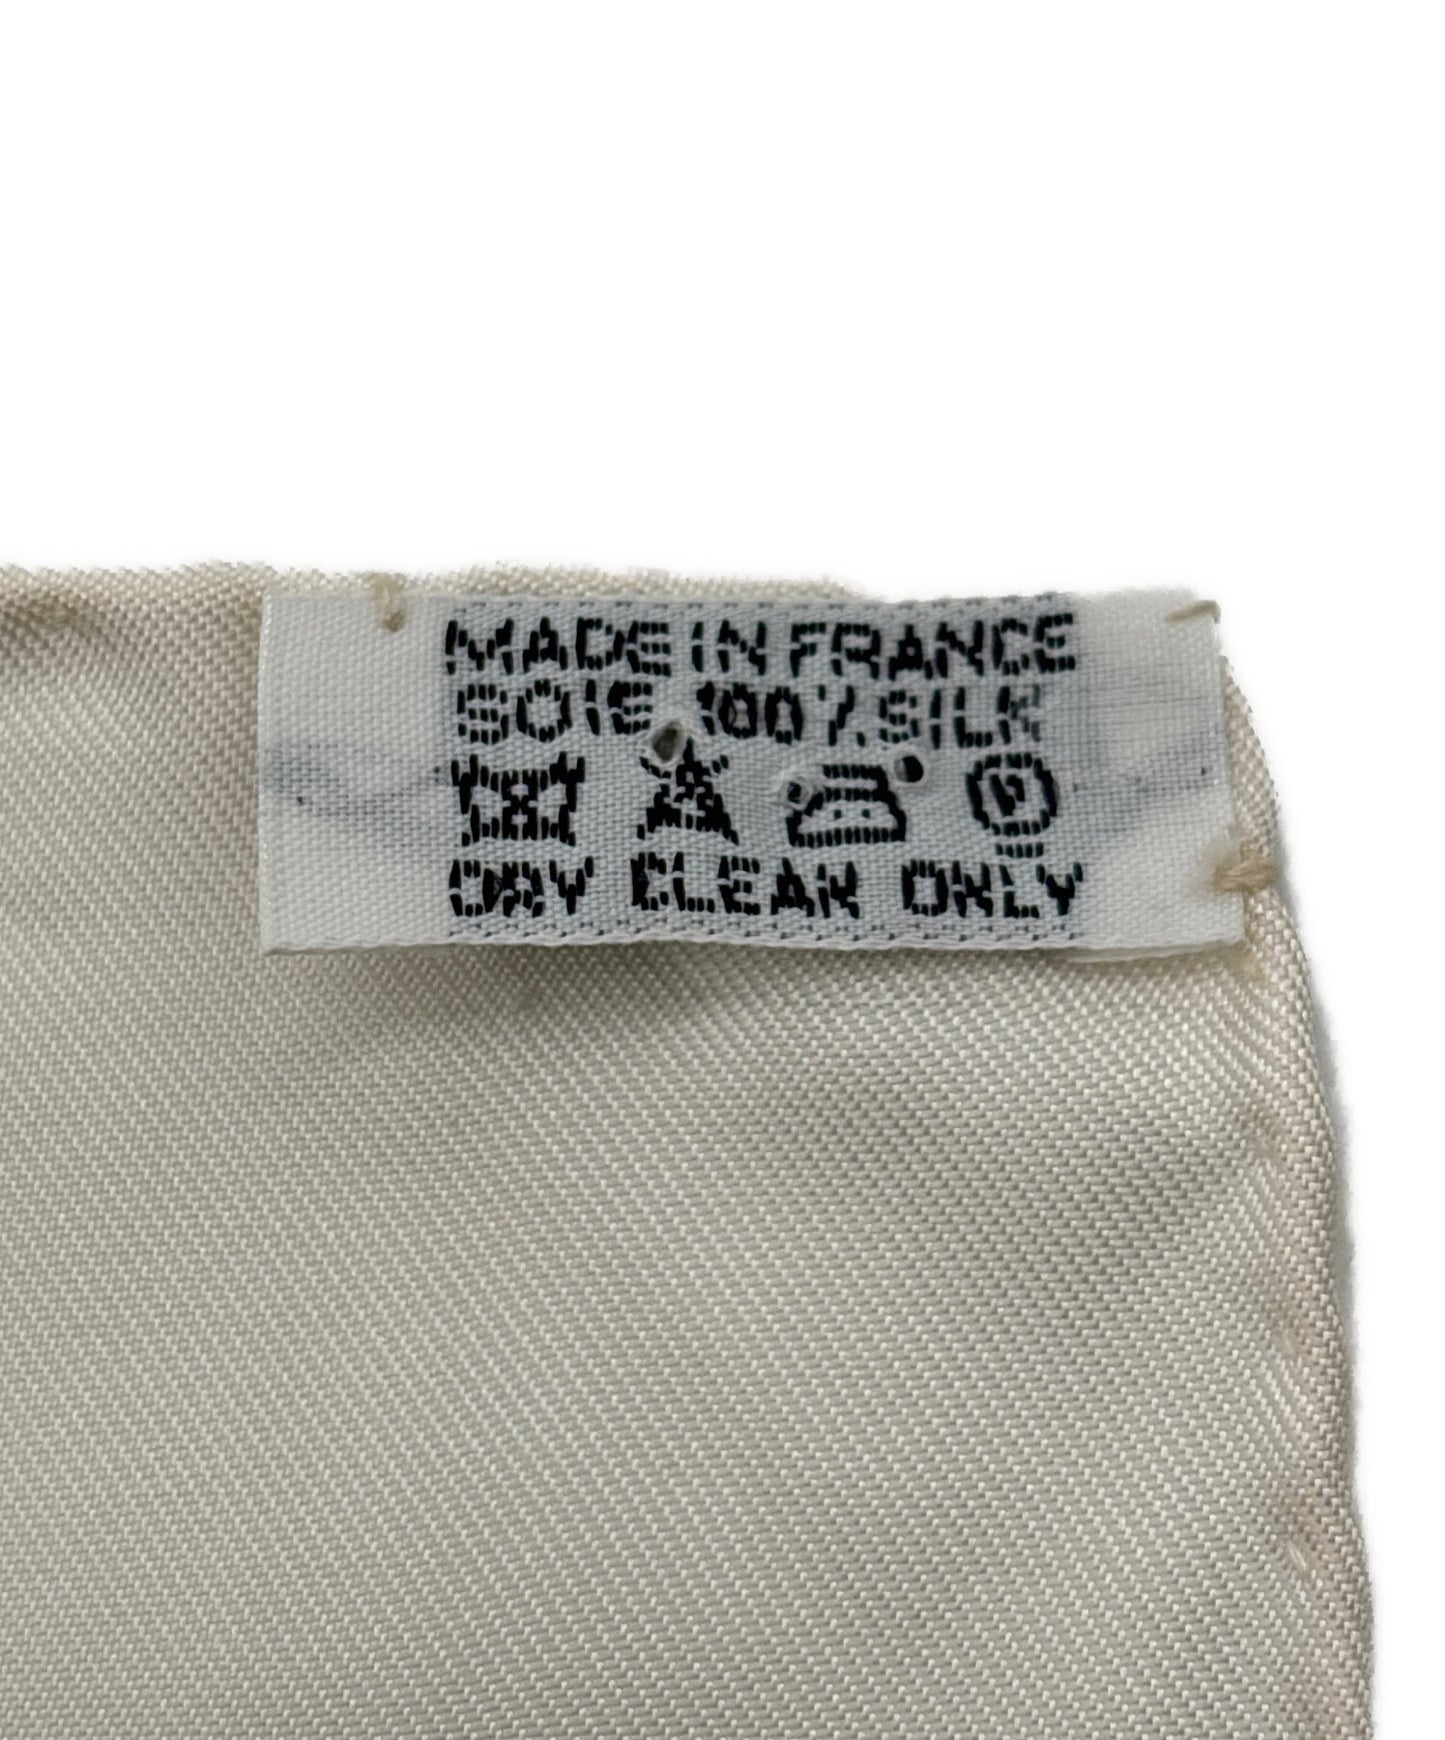 MADE IN FRANCE
SOIE 100% SILK
P
DRY CLEAN ONLY